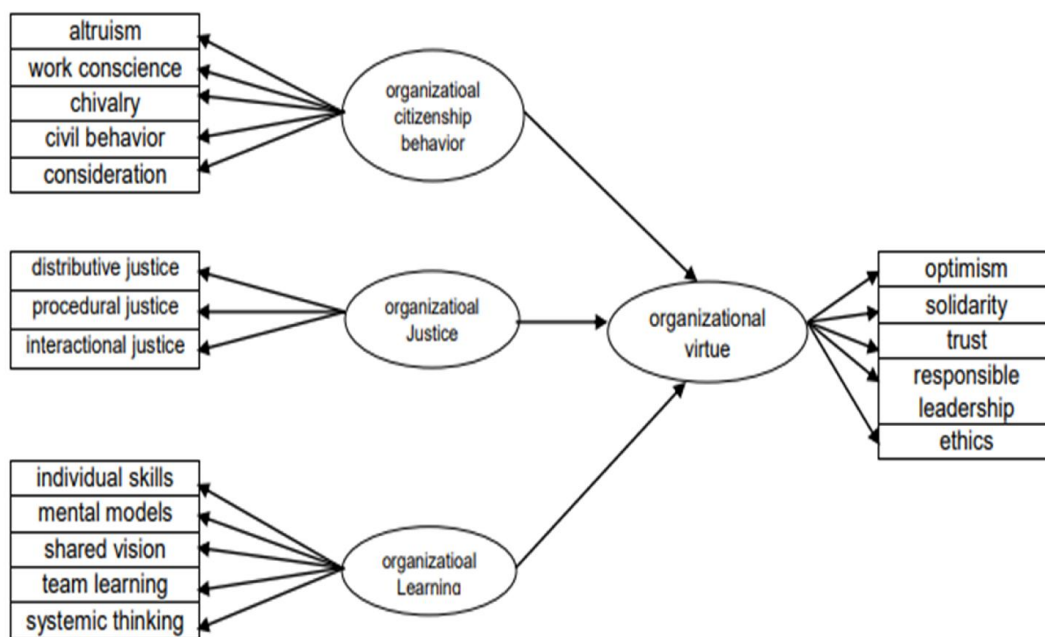 altruism
work conscience
chivalry
civil behavior
consideration
organizatioal
citizenship
behavior
distributive justice
procedural justice
interactional justice
organizatioal
Justice
organizational
virtue
optimism
solidarity
trust
responsible
leadership
ethics
individual skills
mental models
shared vision
team learning
systemic thinking
organizatioal
Learning